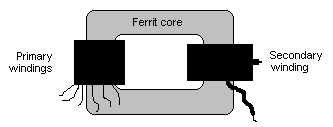 Ferrit core
Primary
windings
Secondary
winding